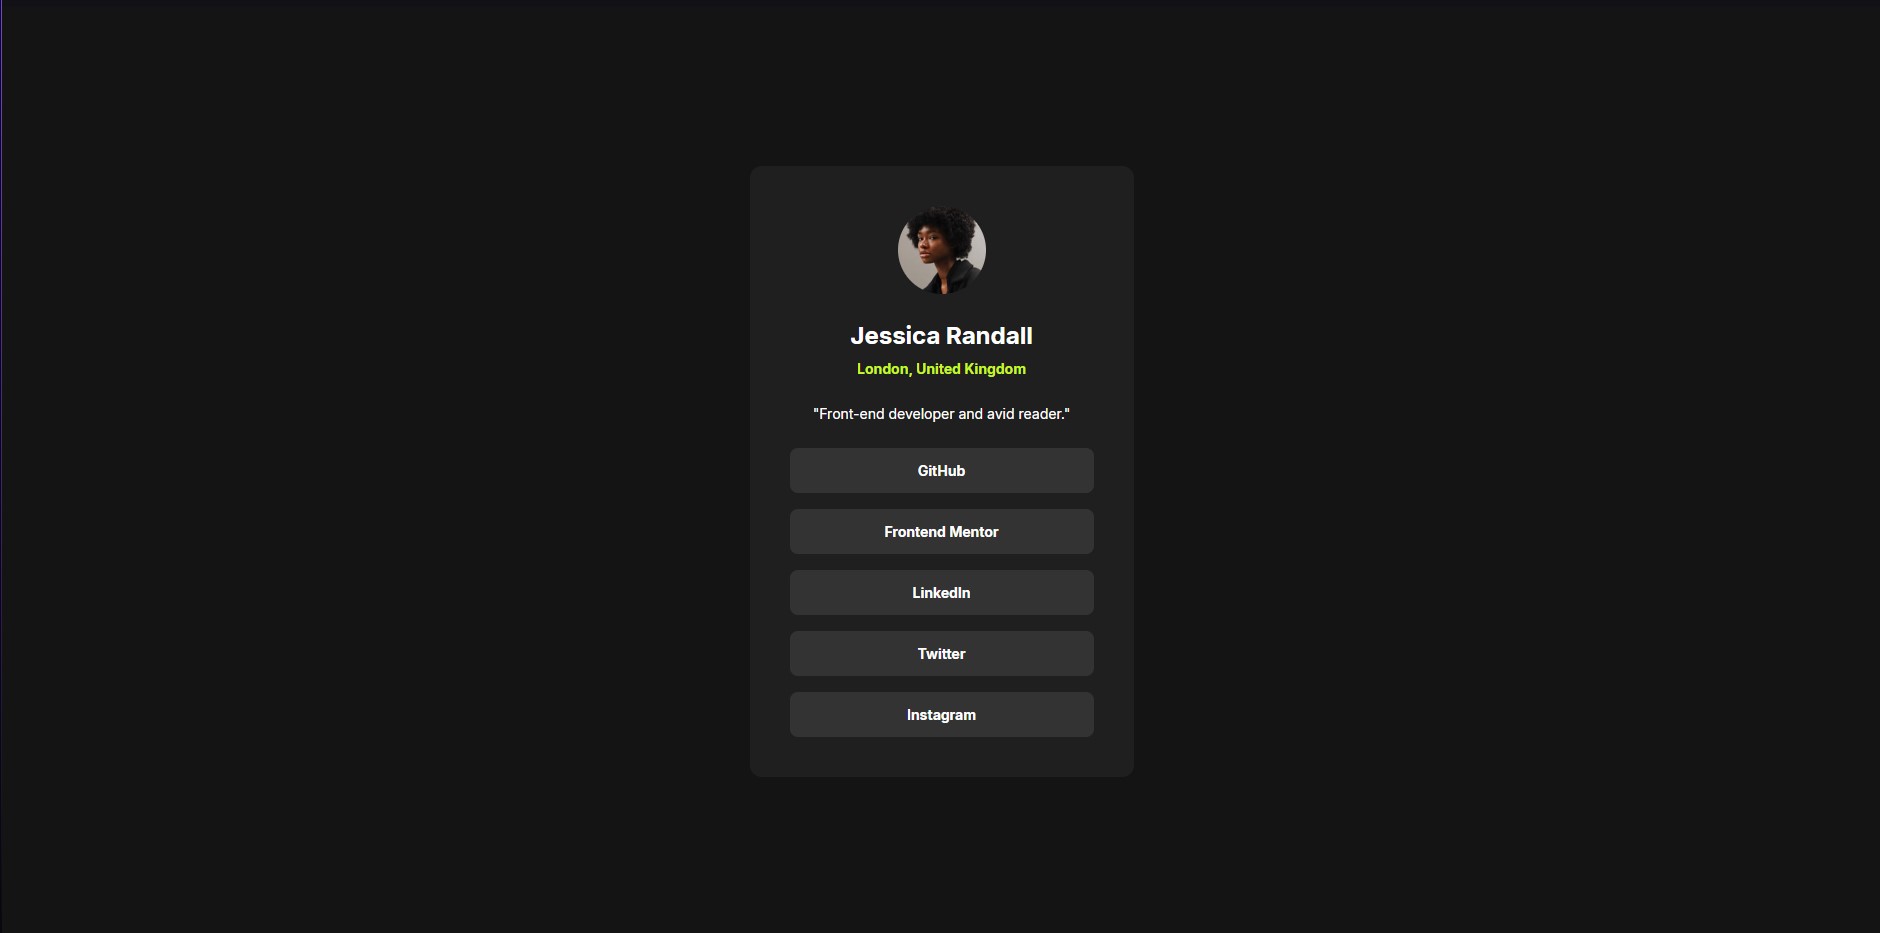 Jessica Randall
London, United Kingdom
"Front-end developer and avid reader."
GitHub
Frontend Mentor
LinkedIn
Twitter
Instagram